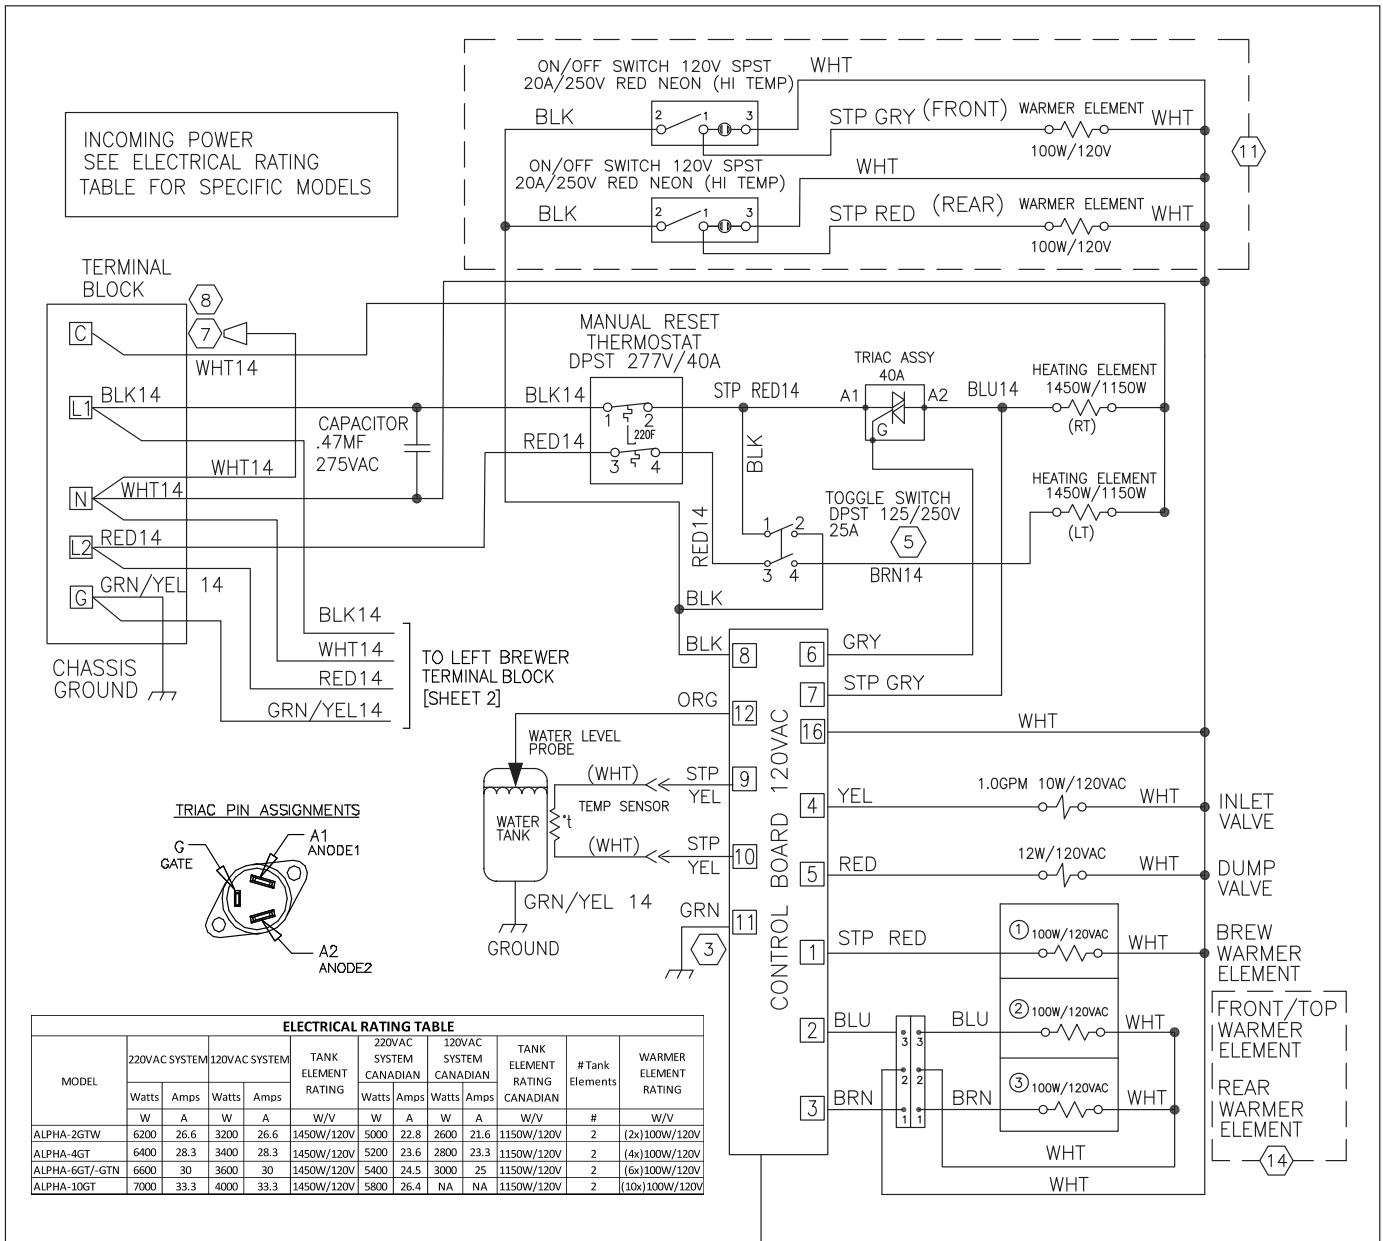 ON/OFF SWITCH 120V SPST
20A/250V RED NEON (HI TEMP)
WHT
BLK
2 1 3
STP GRY (FRONT)
WARMER ELEMENT
100W/120V
WHT
11
ON/OFF SWITCH 120V SPST
20A/250V RED NEON (HI TEMP)
WHT
BLK
2 1 3
STP RED (REAR)
WARMER ELEMENT
100W/120V
WHT
INCOMING POWER
SEE ELECTRICAL RATING
TABLE FOR SPECIFIC MODELS
TERMINAL
BLOCK
8
7
C
WHT14
L1
BLK14
WHT14
N
WHT14
L2
RED14
G
GRN/YEL 14
CHASSIS
GROUND
CAPACITOR
.47MF
275VAC
MANUAL RESET
THERMOSTAT
DPST 277V/40A
BLK14
1 2
220F
RED14
3 4
STP RED14
BLK
RED14
TRIAC ASSY
40A
A1
A2
G
BLU14
HEATING ELEMENT
1450W/1150W
(RT)
HEATING ELEMENT
1450W/1150W
(LT)
TOGGLE SWITCH
DPST 125/250V
25A
5
1 2
3 4
BRN14
BLK
BLK14
WHT14
RED14
GRN/YEL14
TO LEFT BREWER
TERMINAL BLOCK
[SHEET 2]
CONTROL BOARD 120VAC
BLK
8
6
GRY
7
STP GRY
ORG
12
16
WHT
WATER LEVEL
PROBE
WATER
TANK
(WHT)
STP
YEL
9
TEMP SENSOR
°t
(WHT)
STP
YEL
10
GRN/YEL 14
GROUND
GRN
11
3
4
YEL
1.0GPM 10W/120VAC
WHT
INLET
VALVE
5
RED
12W/120VAC
WHT
DUMP
VALVE
1
STP RED
1
100W/120VAC
WHT
BREW
WARMER
ELEMENT
2
BLU
3 3
BLU
2
100W/120VAC
WHT
FRONT/TOP
WARMER
ELEMENT
2 2
3
BRN
1 1
BRN
3
100W/120VAC
WHT
REAR
WARMER
ELEMENT
14
WHT
WHT
TRIAC PIN ASSIGNMENTS
G
GATE
A1
ANODE1
A2
ANODE2
ELECTRICAL RATING TABLE
MODEL
220VAC SYSTEM
120VAC SYSTEM
TANK ELEMENT RATING
220VAC SYSTEM CANADIAN
120VAC SYSTEM CANADIAN
TANK ELEMENT RATING CANADIAN
# Tank Elements
WARMER ELEMENT RATING
Watts Amps Watts Amps Watts Amps Watts Amps
W A W A W/V W A W A W/V # W/V
ALPHA-2GTW 6200 26.6 3200 26.6 1450W/120V 5000 22.8 2600 21.6 1150W/120V 2 (2x)100W/120V
ALPHA-4GT 6400 28.3 3400 28.3 1450W/120V 5200 23.6 2800 23.3 1150W/120V 2 (4x)100W/120V
ALPHA-6GT/-GTN 6600 30 3600 30 1450W/120V 5400 24.5 3000 25 1150W/120V 2 (6x)100W/120V
ALPHA-10GT 7000 33.3 4000 33.3 1450W/120V 5800 26.4 NA NA 1150W/120V 2 (10x)100W/120V